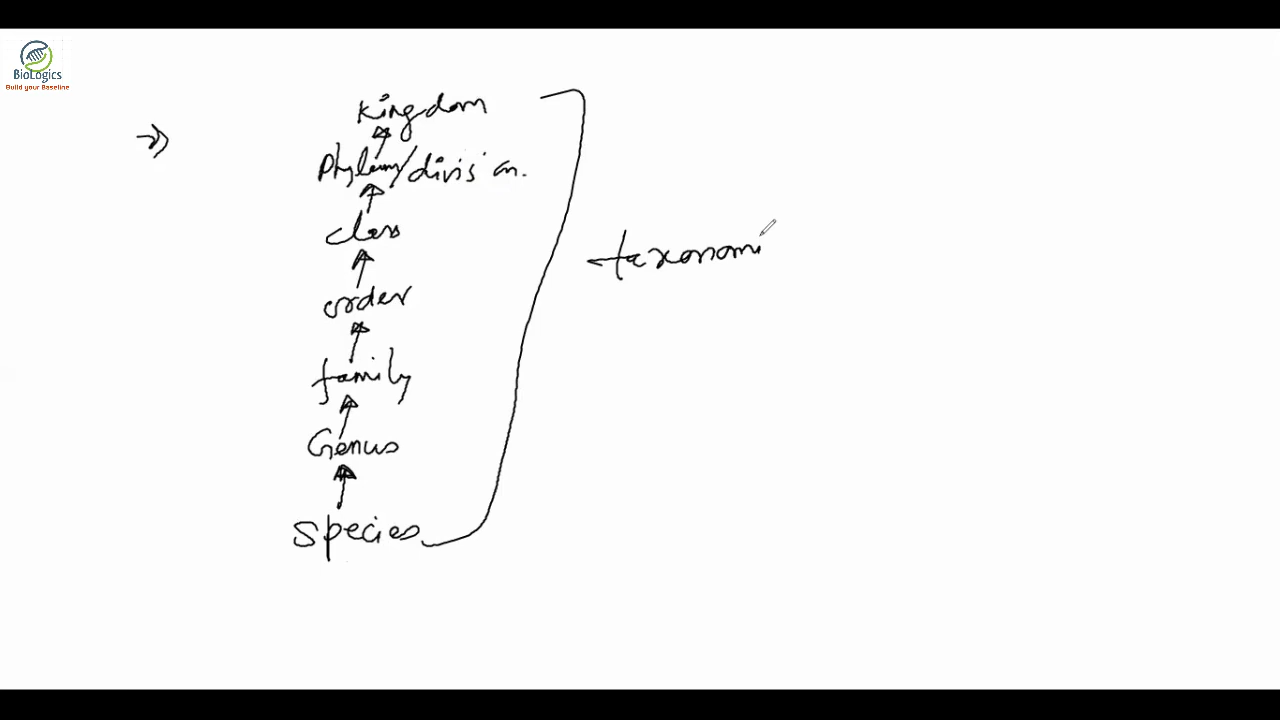 BioLogics
Build your Baseline
Kingdom
Phylum/division.
class
order
family
Genus
Species
taxonomi